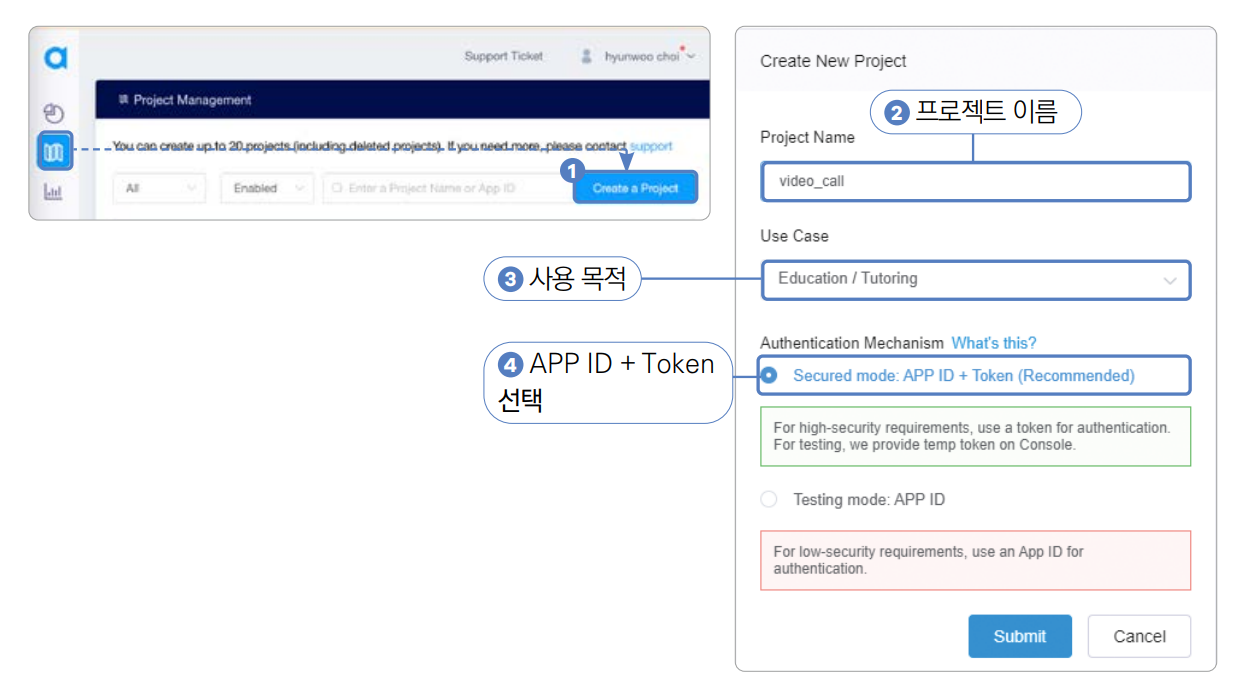 Support Ticket
hyunwoo choi
Project Management
You can create up to 20 projects (including deleted projects). If you need more, please contact support
1
All
Enabled
Enter a Project Name or App ID
Create a Project
Create New Project
2 프로젝트 이름
Project Name
video_call
Use Case
3 사용 목적
Education / Tutoring
Authentication Mechanism What's this?
4 APP ID + Token
선택
Secured mode: APP ID + Token (Recommended)
For high-security requirements, use a token for authentication.
For testing, we provide temp token on Console.
Testing mode: APP ID
For low-security requirements, use an App ID for
authentication.
Submit
Cancel